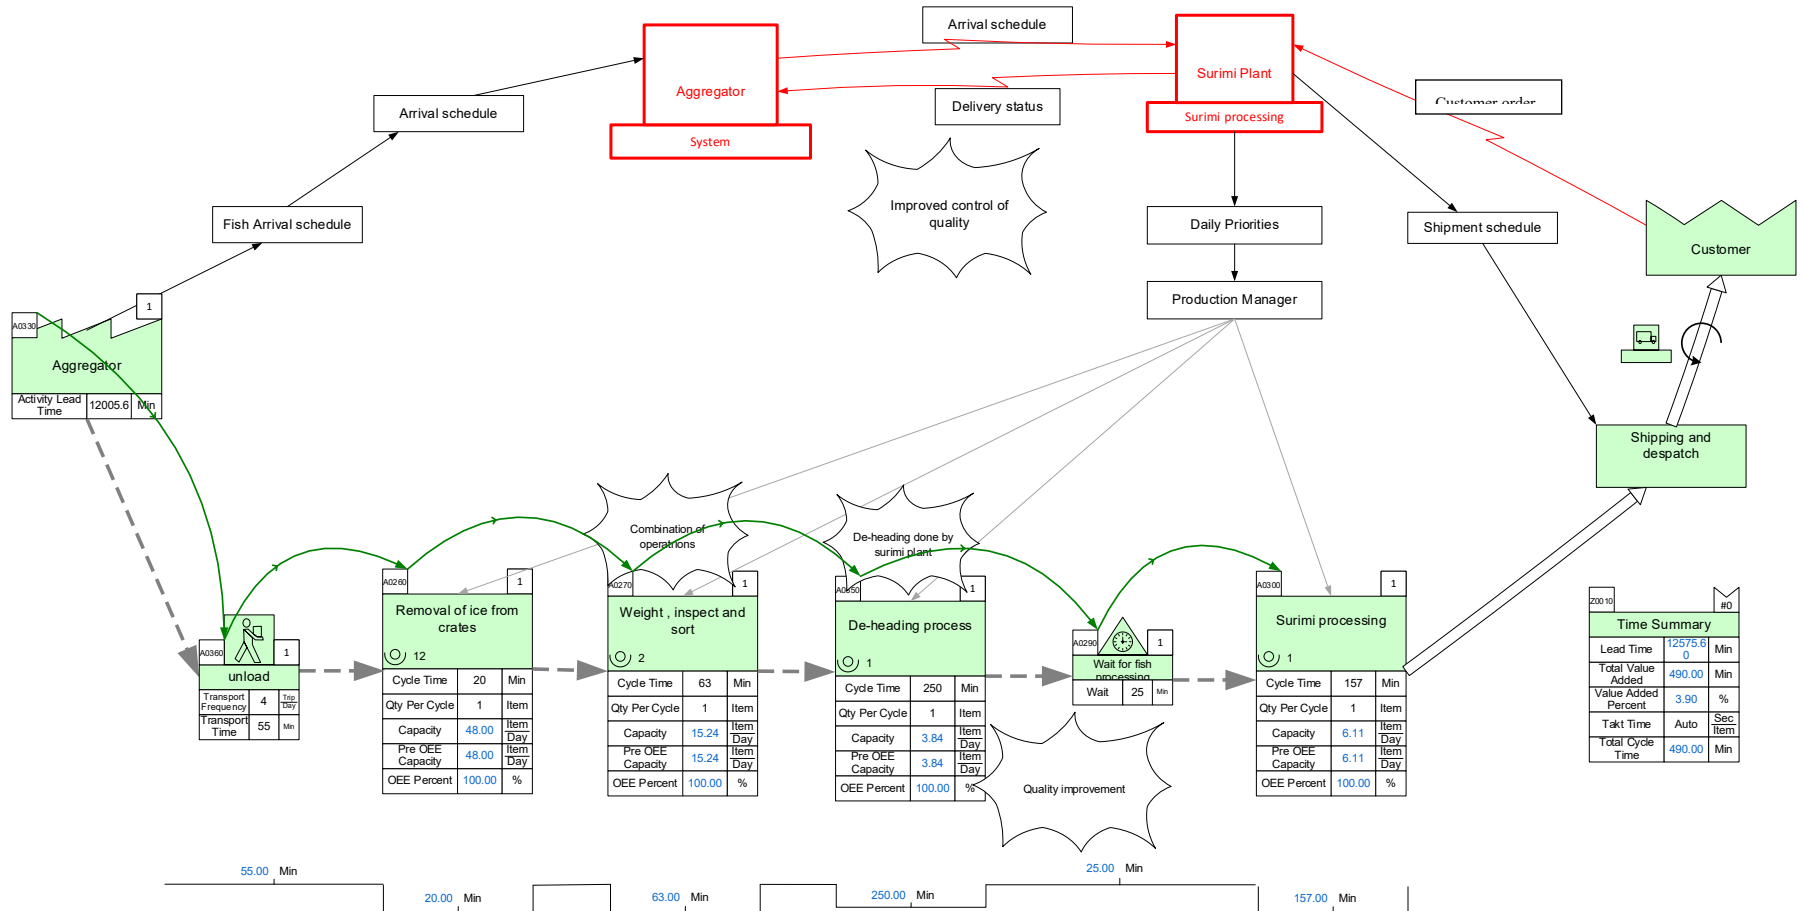 Arrival schedule
Aggregator
System
Surimi Plant
Surimi processing
Delivery status
Customer order
Arrival schedule
Fish Arrival schedule
Improved control of
quality
Daily Priorities
Production Manager
Shipment schedule
Customer
Shipping and
despatch
A0330
1
Aggregator
Activity Lead
Time
12005.6
Min
A0360
1
unload
Transport
Frequency
4
Trip
Day
Transport
Time
55
Min
A0260
1
Removal of ice from
crates
12
Cycle Time
20
Min
Qty Per Cycle
1
Item
Capacity
48.00
Item
Day
Pre OEE
Capacity
48.00
Item
Day
OEE Percent
100.00
%
Combination of
operatrions
A0270
1
Weight , inspect and
sort
2
Cycle Time
63
Min
Qty Per Cycle
1
Item
Capacity
15.24
Item
Day
Pre OEE
Capacity
15.24
Item
Day
OEE Percent
100.00
%
De-heading done by
surimi plant
1
De-heading process
1
Cycle Time
250
Min
Qty Per Cycle
1
Item
Capacity
3.84
Item
Day
Pre OEE
Capacity
3.84
Item
Day
OEE Percent
100.00
%
A0290
1
Wait for fish
processing
Wait
25
Min
Quality improvement
A0300
1
Surimi processing
1
Cycle Time
157
Min
Qty Per Cycle
1
Item
Capacity
6.11
Item
Day
Pre OEE
Capacity
6.11
Item
Day
OEE Percent
100.00
%
Z0010
#0
Time Summary
Lead Time
12575.6
0
Min
Total Value
Added
490.00
Min
Value Added
Percent
3.90
%
Takt Time
Auto
Sec
Item
Total Cycle
Time
490.00
Min
55.00 Min
20.00 Min
63.00 Min
250.00 Min
25.00 Min
157.00 Min